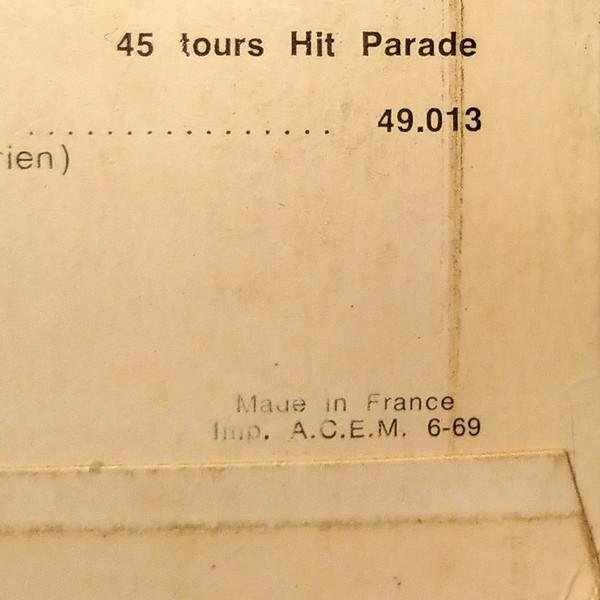 45 tours Hit Parade
................ 49.013
rien)
Made in France
Imp. A.C.E.M. 6-69